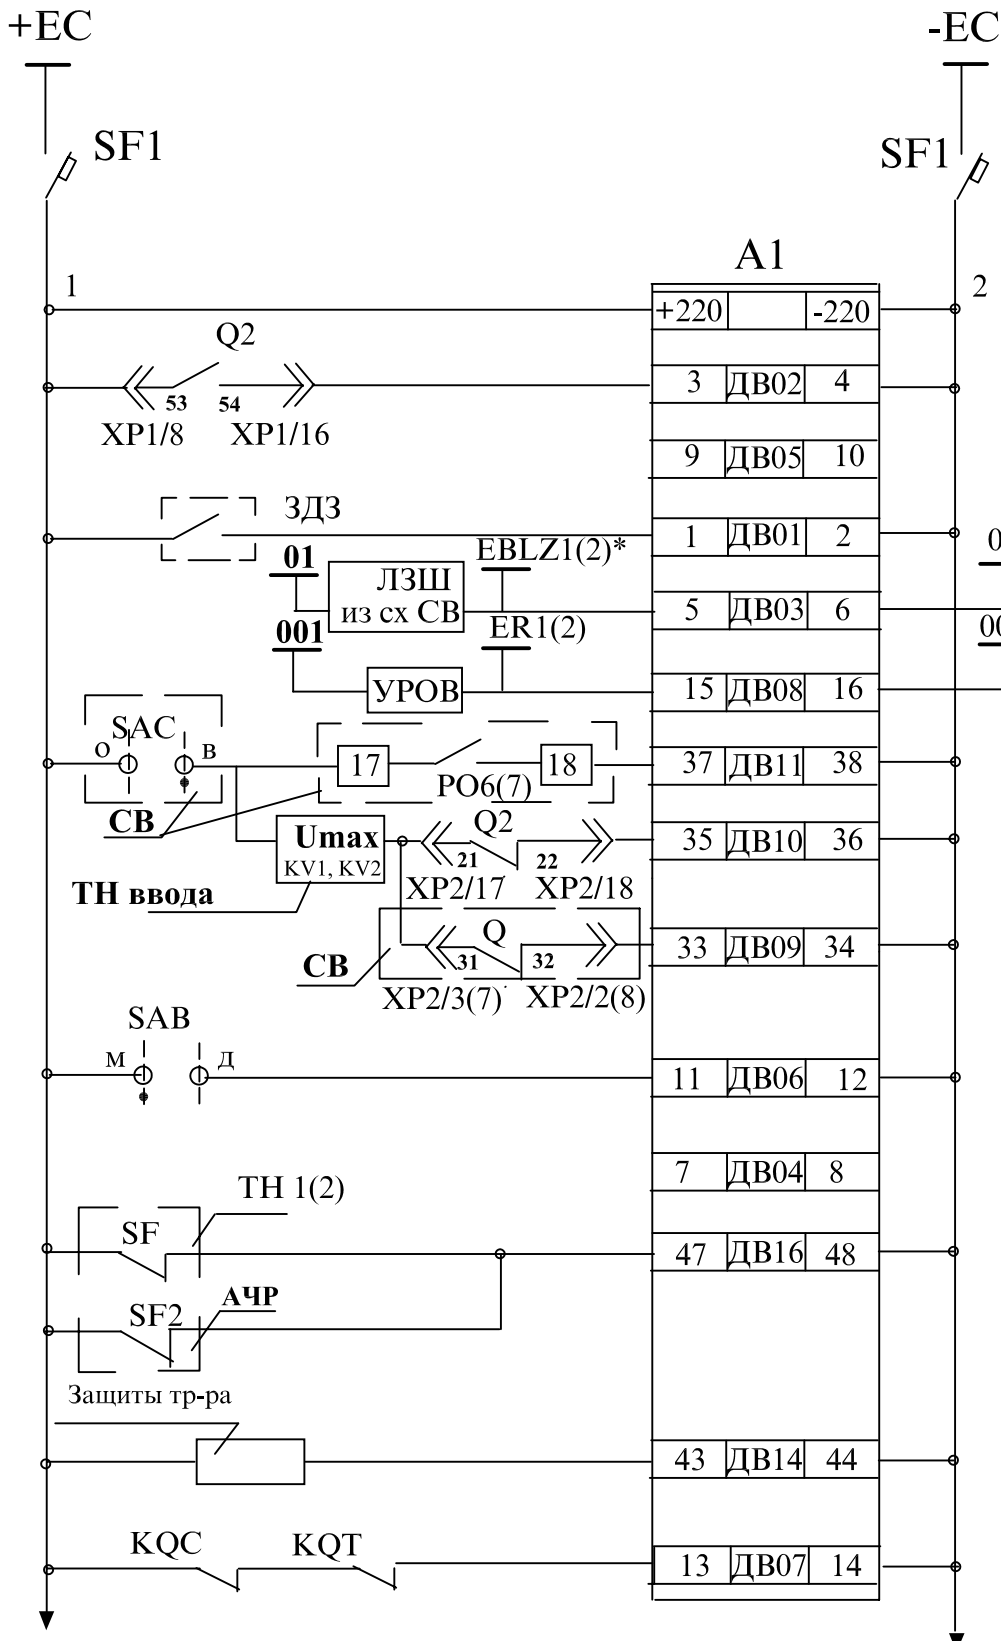 +EC -EC
SF1 SF1
A1
1 2
+220 -220
Q2
3 ДВ02 4
53 54
XP1/8 XP1/16
9 ДВ05 10
ЗДЗ
1 ДВ01 2
01 EBLZ1(2)*
ЛЗШ
из сх СВ
5 ДВ03 6
001 ER1(2)
УРОВ
15 ДВ08 16
SAC
о в
17 18
37 ДВ11 38
РО6(7)
СВ
Umax
KV1, KV2
Q2
21 22
35 ДВ10 36
XP2/17 XP2/18
ТН ввода
Q
31 32
33 ДВ09 34
СВ
XP2/3(7) XP2/2(8)
SAB
м д
11 ДВ06 12
7 ДВ04 8
ТН 1(2)
SF
47 ДВ16 48
АЧР
SF2
Защиты тр-ра
43 ДВ14 44
KQC KQT
13 ДВ07 14